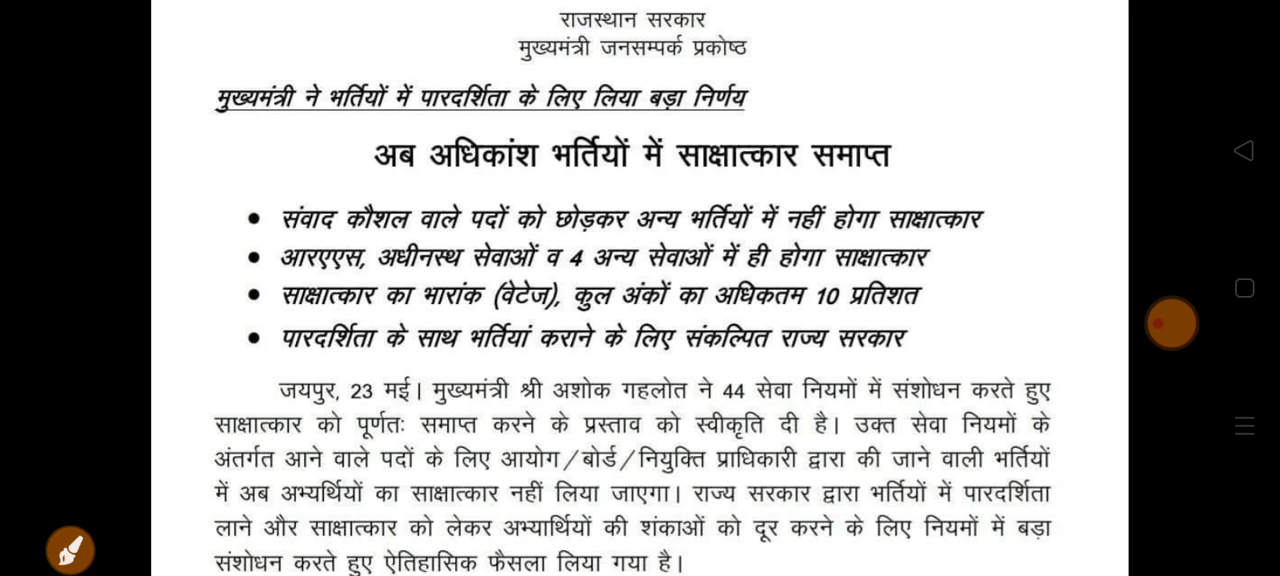 राजस्थान सरकार
मुख्यमंत्री जनसम्पर्क प्रकोष्ठ
मुख्यमंत्री ने भर्तियों में पारदर्शिता के लिए लिया बड़ा निर्णय
अब अधिकांश भर्तियों में साक्षात्कार समाप्त
• संवाद कौशल वाले पदों को छोड़कर अन्य भर्तियों में नहीं होगा साक्षात्कार
• आरएएस, अधीनस्थ सेवाओं व 4 अन्य सेवाओं में ही होगा साक्षात्कार
• साक्षात्कार का भारांक (वेटेज), कुल अंकों का अधिकतम 10 प्रतिशत
• पारदर्शिता के साथ भर्तियां कराने के लिए संकल्पित राज्य सरकार
जयपुर, 23 मई। मुख्यमंत्री श्री अशोक गहलोत ने 44 सेवा नियमों में संशोधन करते हुए
साक्षात्कार को पूर्णतः समाप्त करने के प्रस्ताव को स्वीकृति दी है। उक्त सेवा नियमों के
अंतर्गत आने वाले पदों के लिए आयोग/बोर्ड/नियुक्ति प्राधिकारी द्वारा की जाने वाली भर्तियों
में अब अभ्यर्थियों का साक्षात्कार नहीं लिया जाएगा। राज्य सरकार द्वारा भर्तियों में पारदर्शिता
लाने और साक्षात्कार को लेकर अभ्यार्थियों की शंकाओं को दूर करने के लिए नियमों में बड़ा
संशोधन करते हुए ऐतिहासिक फैसला लिया गया है।